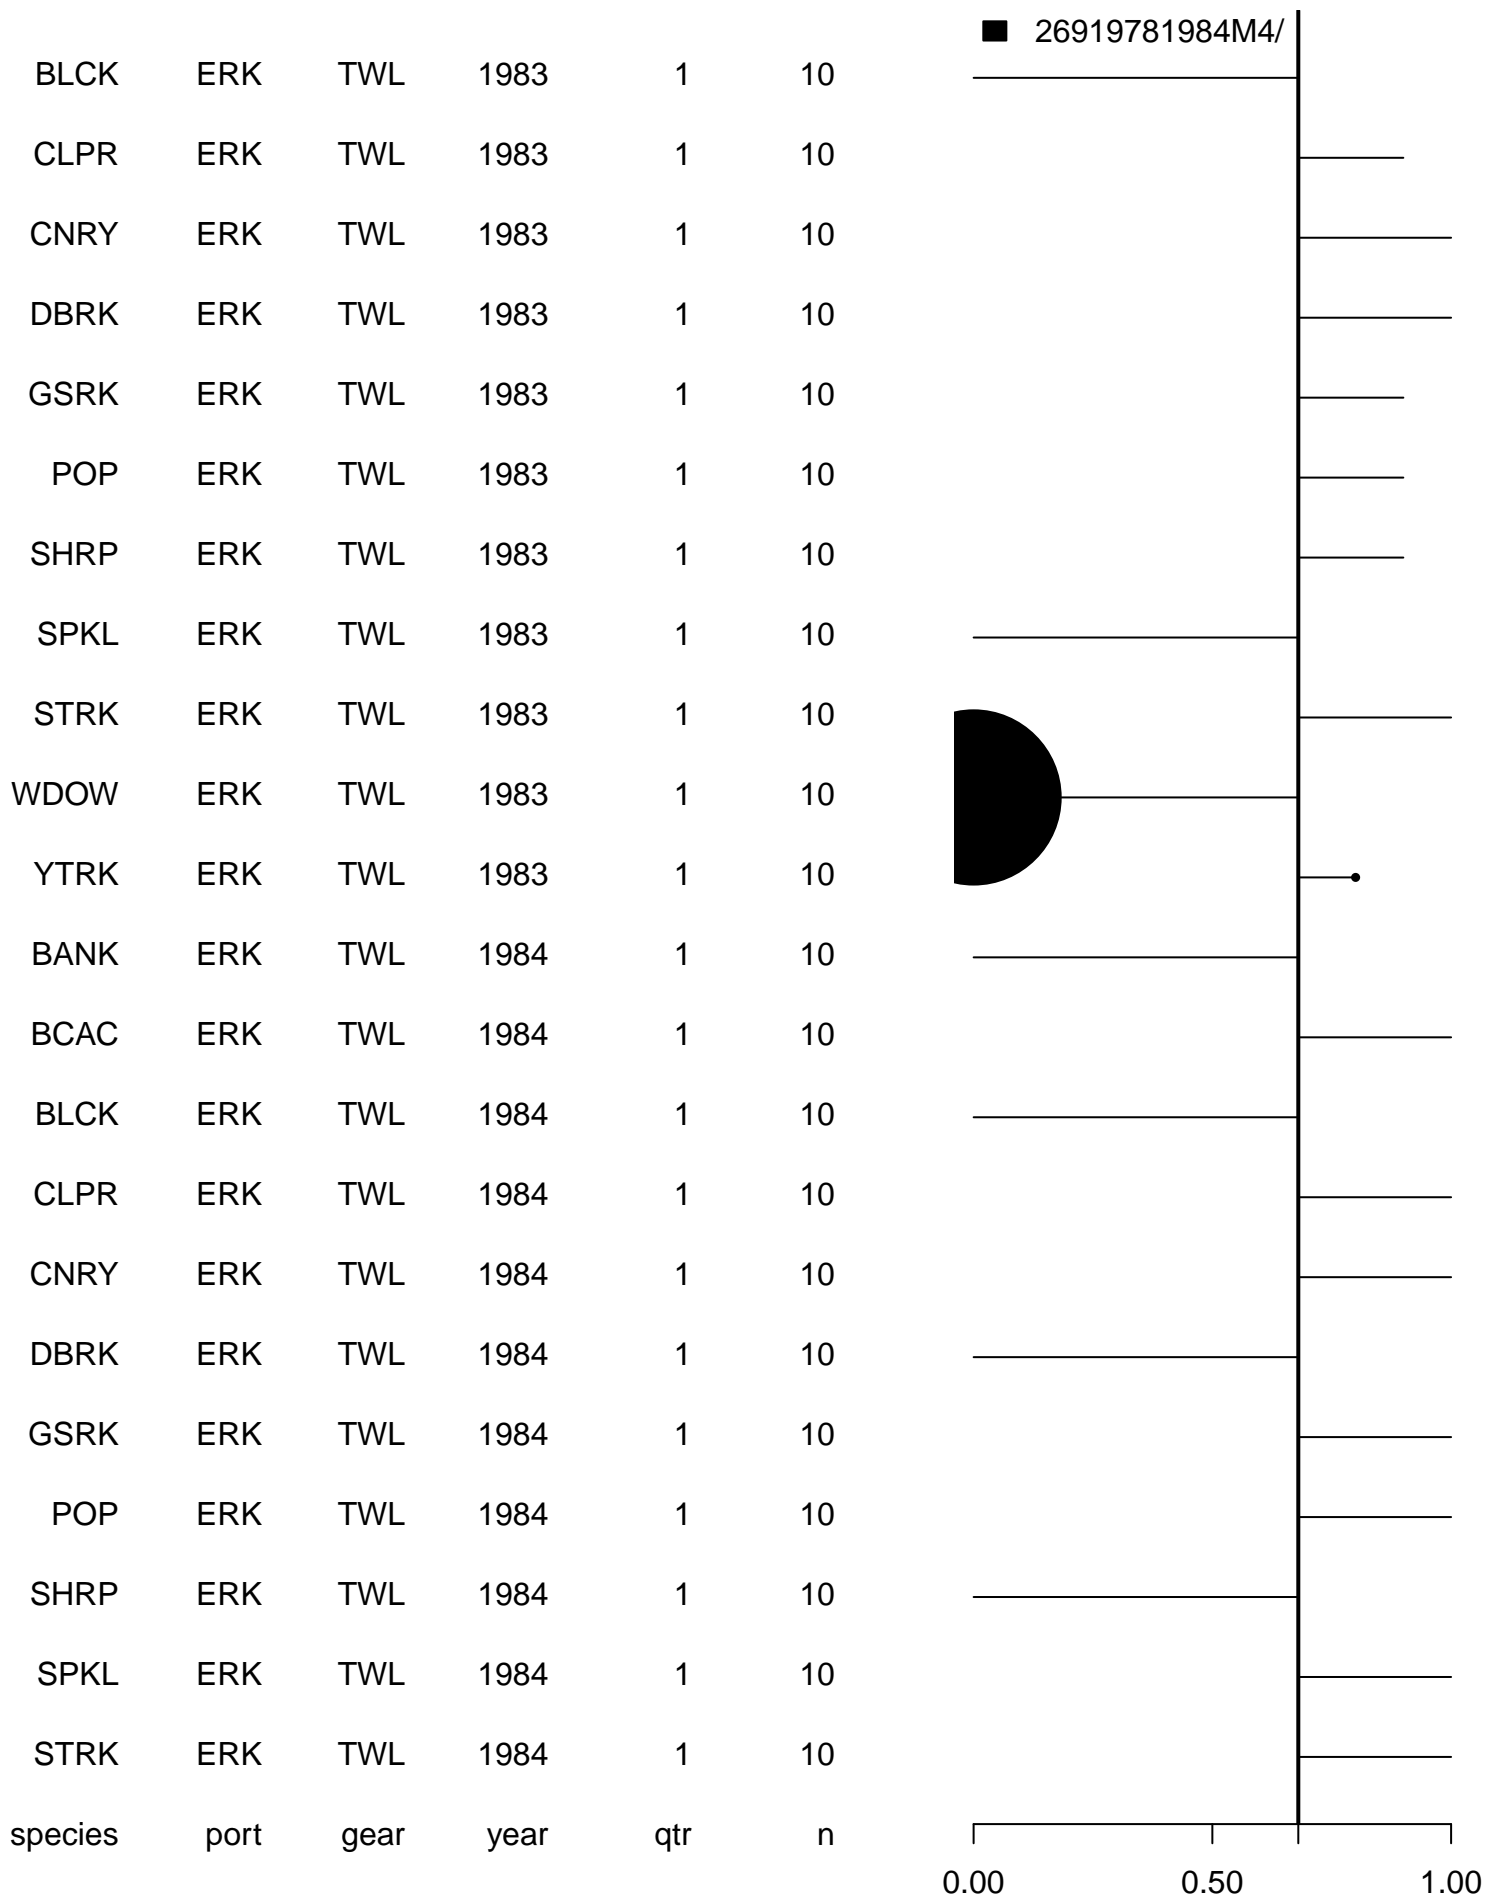 26919781984M4/
BLCK ERK TWL 1983 1 10
CLPR ERK TWL 1983 1 10
CNRY ERK TWL 1983 1 10
DBRK ERK TWL 1983 1 10
GSRK ERK TWL 1983 1 10
POP ERK TWL 1983 1 10
SHRP ERK TWL 1983 1 10
SPKL ERK TWL 1983 1 10
STRK ERK TWL 1983 1 10
WDOW ERK TWL 1983 1 10
YTRK ERK TWL 1983 1 10
BANK ERK TWL 1984 1 10
BCAC ERK TWL 1984 1 10
BLCK ERK TWL 1984 1 10
CLPR ERK TWL 1984 1 10
CNRY ERK TWL 1984 1 10
DBRK ERK TWL 1984 1 10
GSRK ERK TWL 1984 1 10
POP ERK TWL 1984 1 10
SHRP ERK TWL 1984 1 10
SPKL ERK TWL 1984 1 10
STRK ERK TWL 1984 1 10
species port gear year qtr n
0.00 0.50 1.00